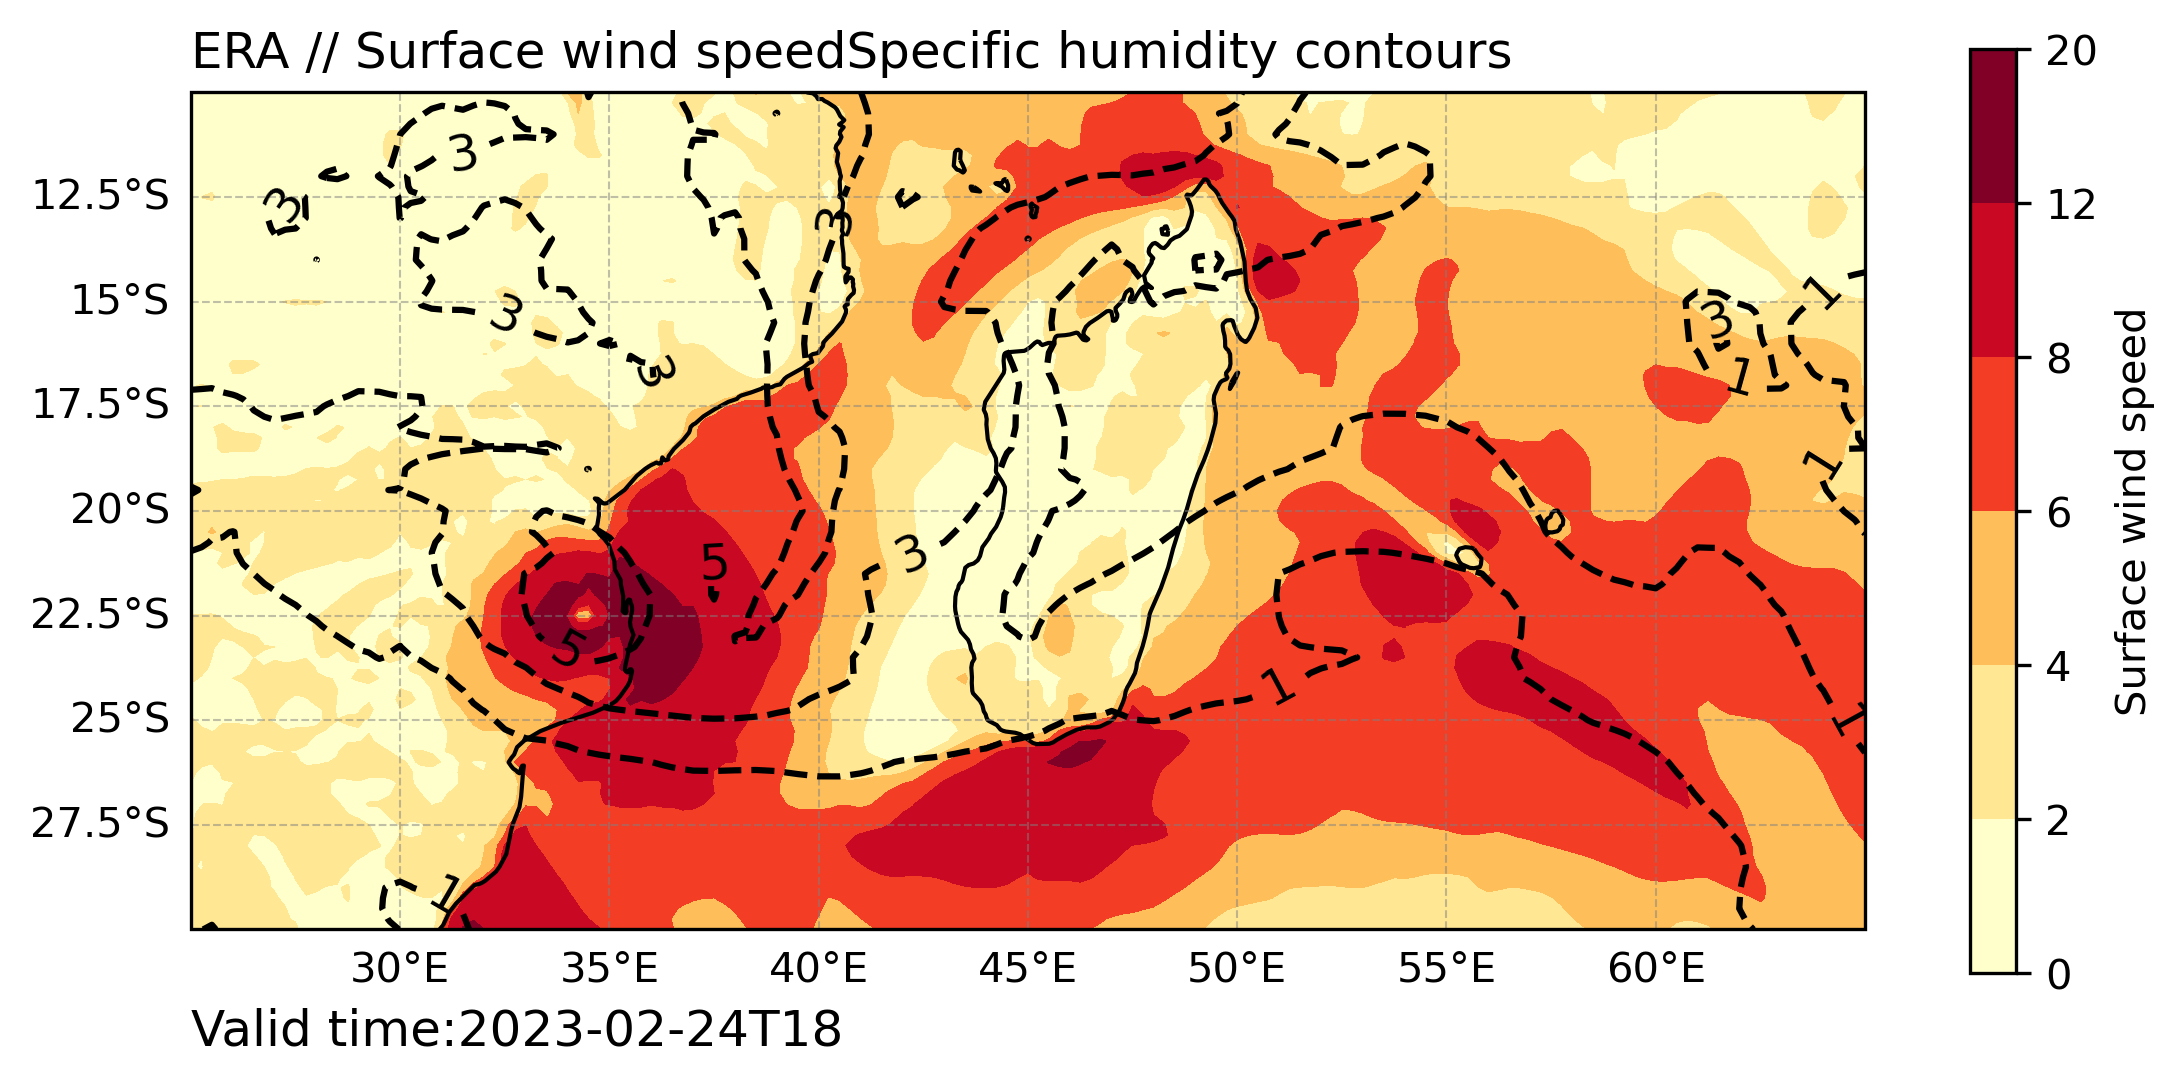 ERA // Surface wind speedSpecific humidity contours
20
12
8
6
4
2
0
Surface wind speed
12.5°S
15°S
17.5°S
20°S
22.5°S
25°S
27.5°S
3
3
3
3
3
3
3
5
5
3
1
3
1
1
1
1
1
30°E
35°E
40°E
45°E
50°E
55°E
60°E
Valid time:2023-02-24T18